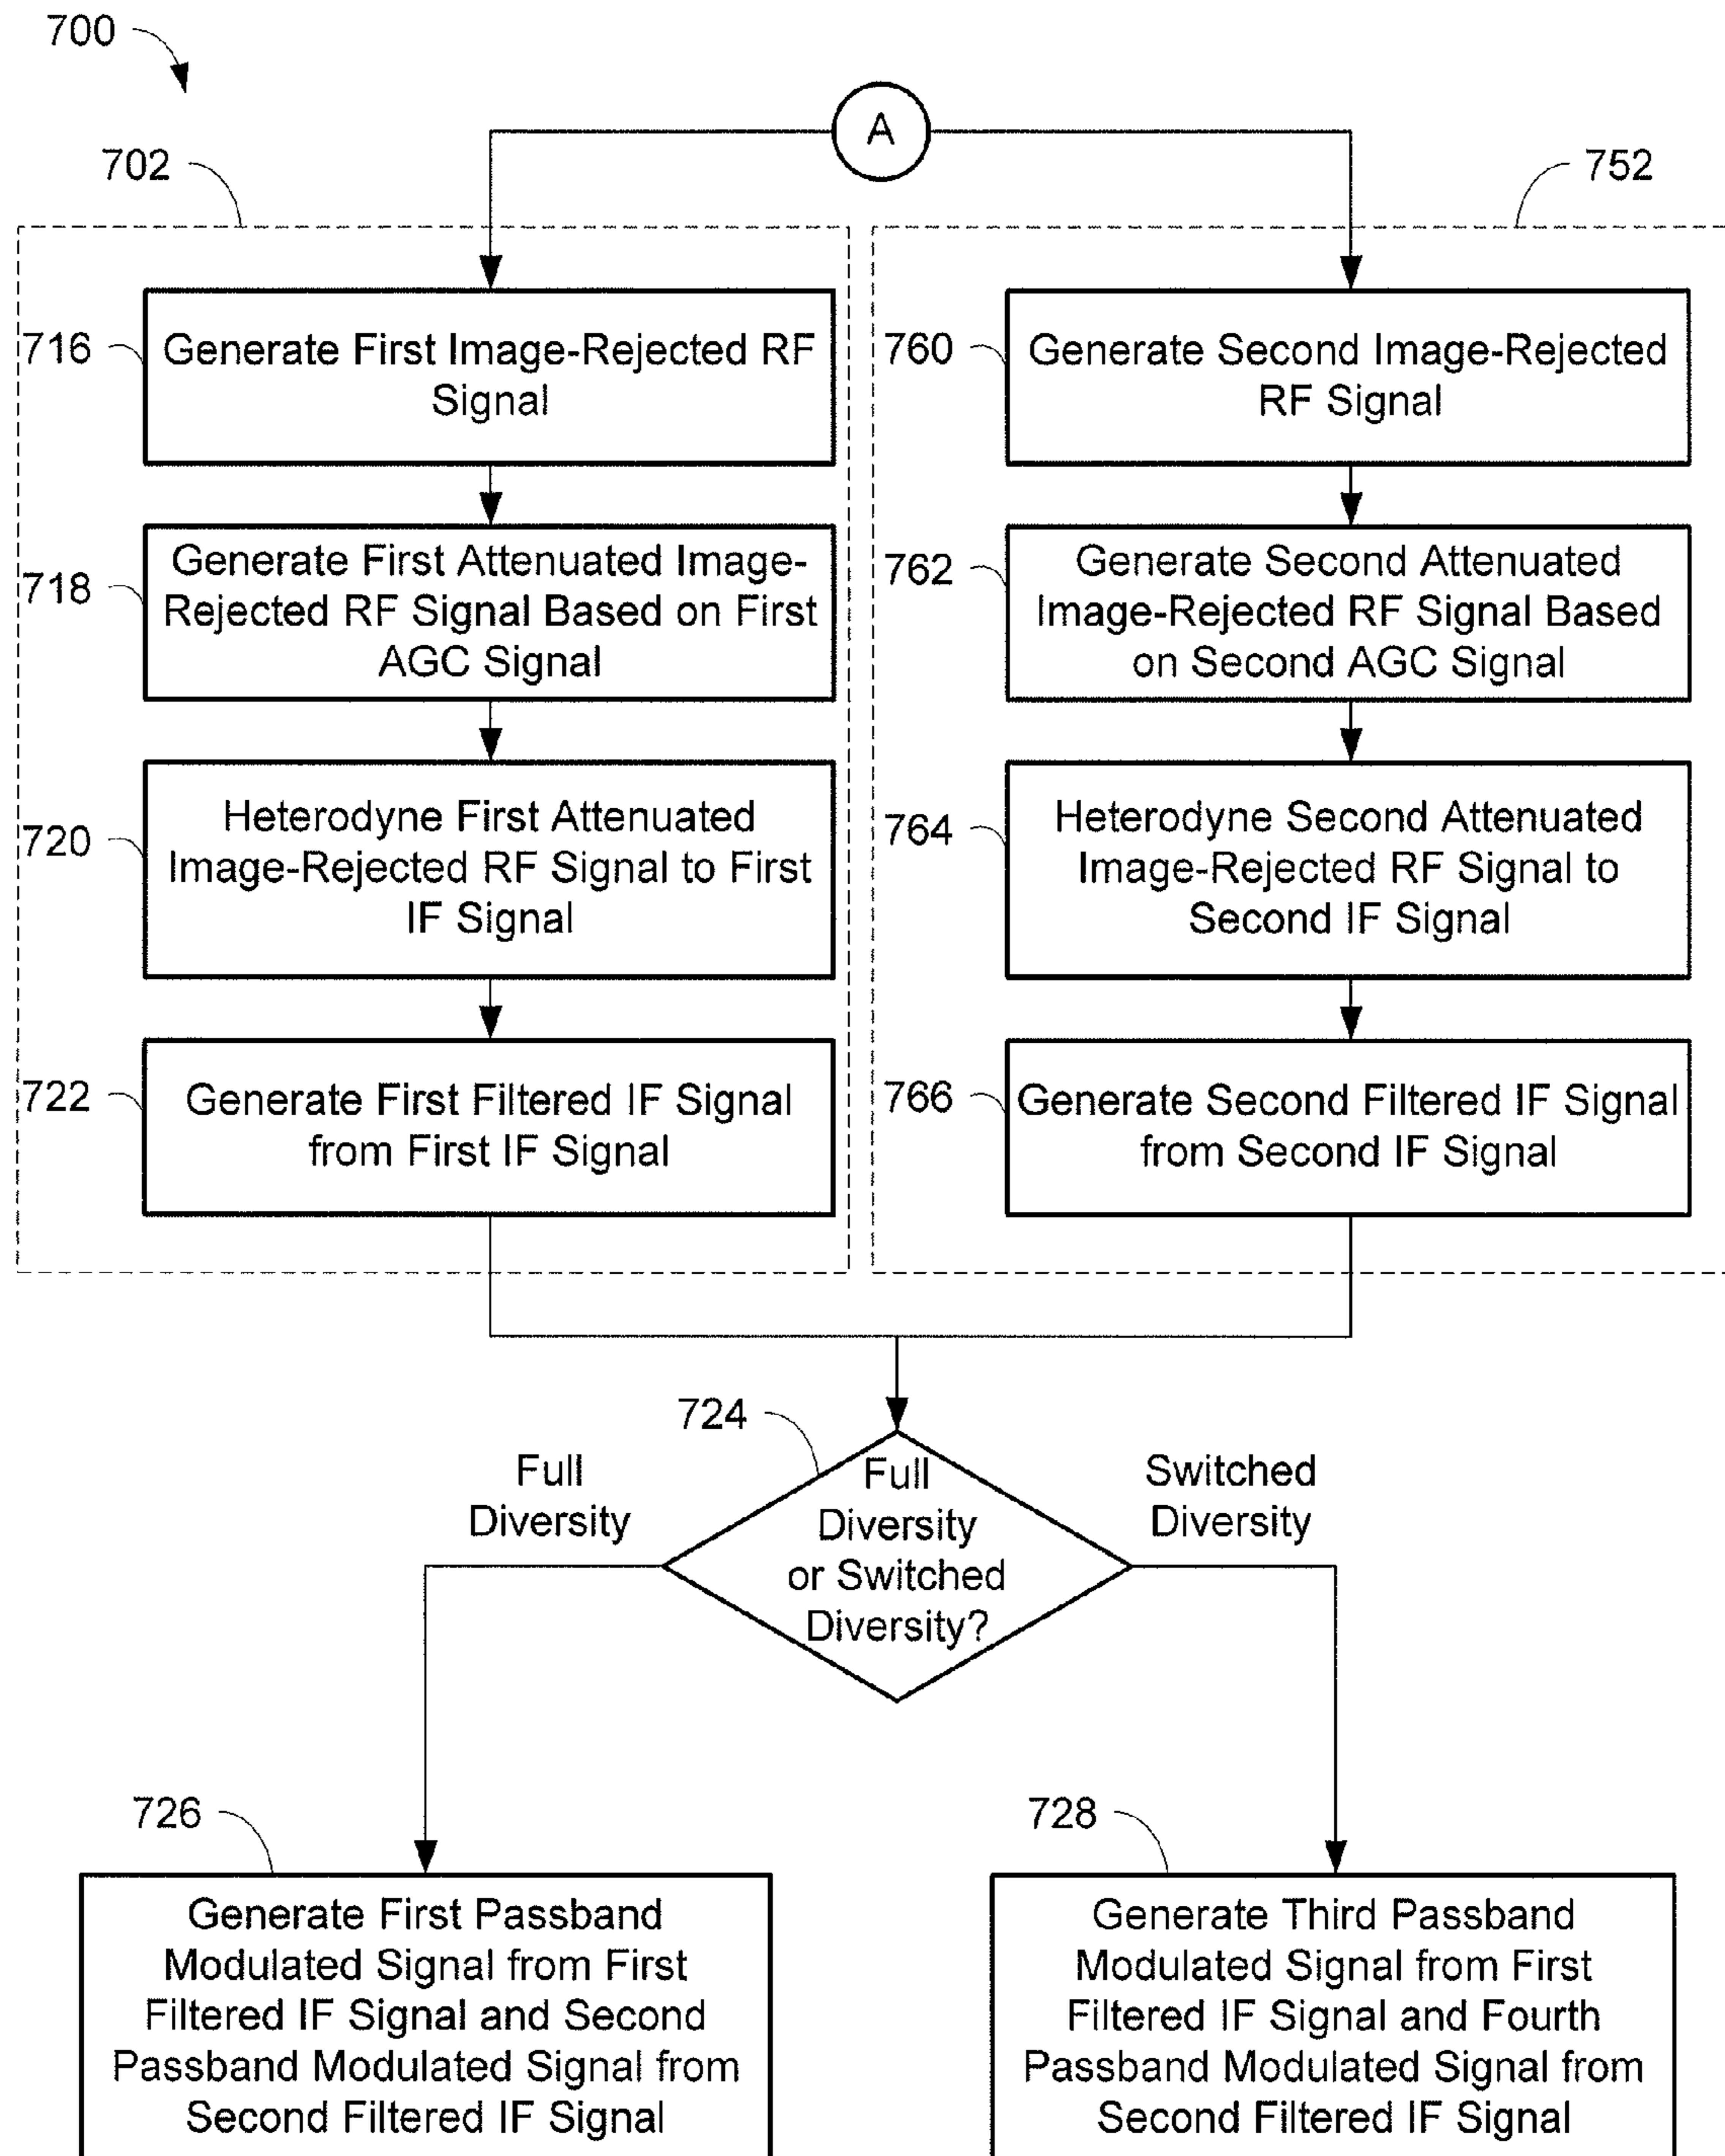 700
A
702
752
716
Generate First Image-Rejected RF
Signal
760
Generate Second Image-Rejected
RF Signal
718
Generate First Attenuated Image-
Rejected RF Signal Based on First
AGC Signal
762
Generate Second Attenuated
Image-Rejected RF Signal Based
on Second AGC Signal
720
Heterodyne First Attenuated
Image-Rejected RF Signal to First
IF Signal
764
Heterodyne Second Attenuated
Image-Rejected RF Signal to
Second IF Signal
722
Generate First Filtered IF Signal
from First IF Signal
766
Generate Second Filtered IF Signal
from Second IF Signal
724
Full
Diversity
Full
Diversity
or Switched
Diversity?
Switched
Diversity
726
Generate First Passband
Modulated Signal from First
Filtered IF Signal and Second
Passband Modulated Signal from
Second Filtered IF Signal
728
Generate Third Passband
Modulated Signal from First
Filtered IF Signal and Fourth
Passband Modulated Signal from
Second Filtered IF Signal